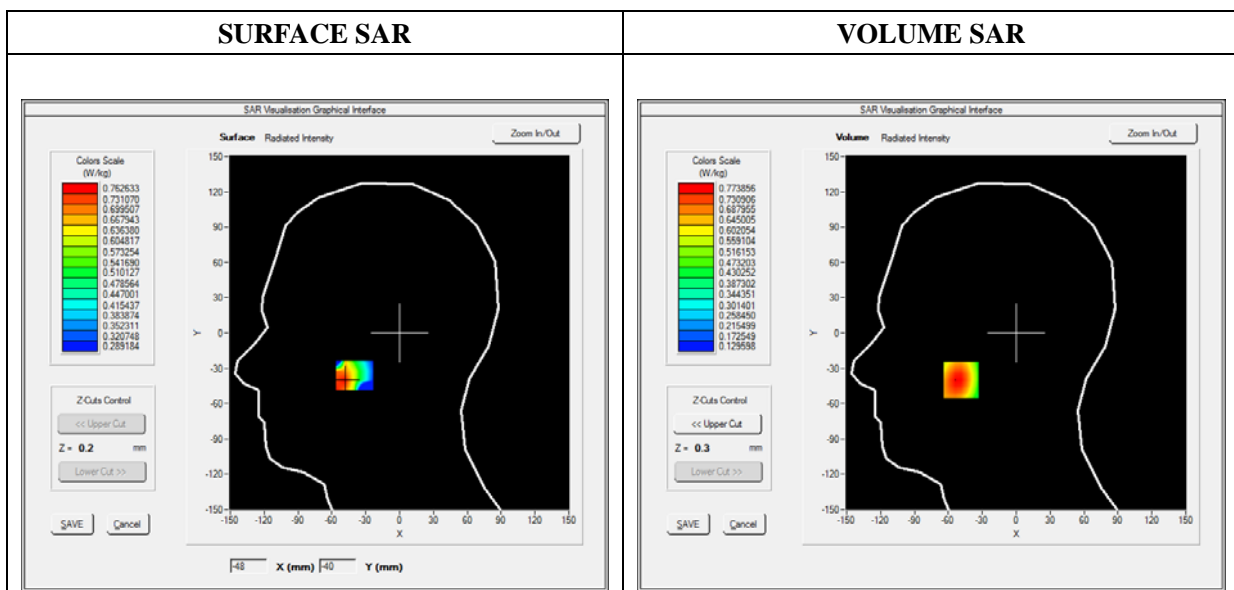 SURFACE SAR
VOLUME SAR
SAR Visualisation Graphical Interface
Surface Radiated Intensity
Zoom In/Out
Colors Scale
(W/kg)
0.762633
0.731070
0.699507
0.667943
0.636380
0.604817
0.573254
0.541690
0.510127
0.478564
0.447001
0.415437
0.383874
0.352311
0.320748
0.289184
150
120
90
60
30
0
-30
-60
-90
-120
-150
Y
-150 -120 -90 -60 -30 0 30 60 90 120 150
X
Z-Cuts Control
<< Upper Cut
Z = 0.2 mm
Lower Cut >>
SAVE Cancel
-48 X (mm) -40 Y (mm)
SAR Visualisation Graphical Interface
Volume Radiated Intensity
Zoom In/Out
Colors Scale
(W/kg)
0.773856
0.730906
0.687955
0.645005
0.602054
0.559104
0.516153
0.473203
0.430252
0.387302
0.344351
0.301401
0.258450
0.215499
0.172549
0.129598
150
120
90
60
30
0
-30
-60
-90
-120
-150
Y
-150 -120 -90 -60 -30 0 30 60 90 120 150
X
Z-Cuts Control
<< Upper Cut
Z = 0.3 mm
Lower Cut >>
SAVE Cancel